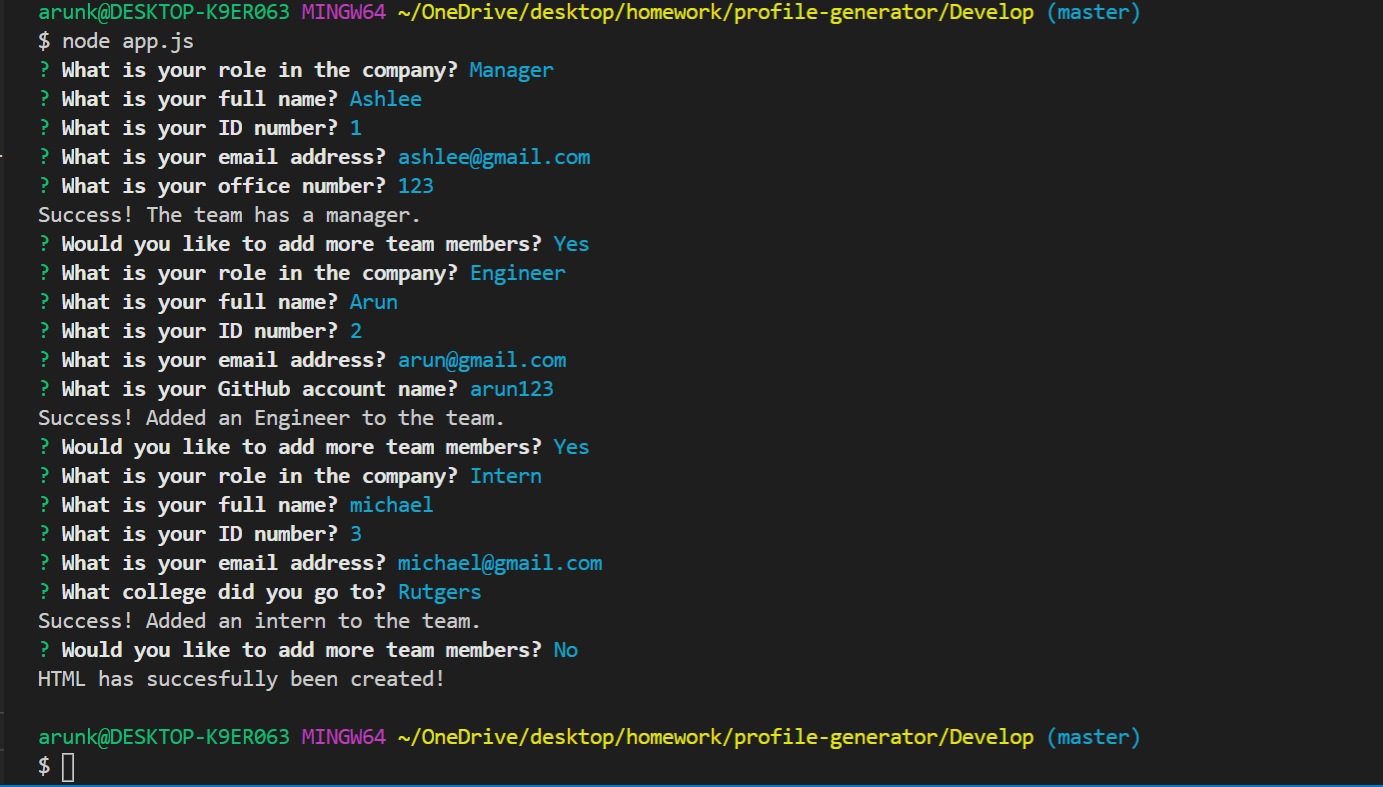 arunk@DESKTOP-K9ER063 MINGW64 ~/OneDrive/desktop/homework/profile-generator/Develop (master)
$ node app.js
? What is your role in the company? Manager
? What is your full name? Ashlee
? What is your ID number? 1
? What is your email address? ashlee@gmail.com
? What is your office number? 123
Success! The team has a manager.
? Would you like to add more team members? Yes
? What is your role in the company? Engineer
? What is your full name? Arun
? What is your ID number? 2
? What is your email address? arun@gmail.com
? What is your GitHub account name? arun123
Success! Added an Engineer to the team.
? Would you like to add more team members? Yes
? What is your role in the company? Intern
? What is your full name? michael
? What is your ID number? 3
? What is your email address? michael@gmail.com
? What college did you go to? Rutgers
Success! Added an intern to the team.
? Would you like to add more team members? No
HTML has succesfully been created!
arunk@DESKTOP-K9ER063 MINGW64 ~/OneDrive/desktop/homework/profile-generator/Develop (master)
$